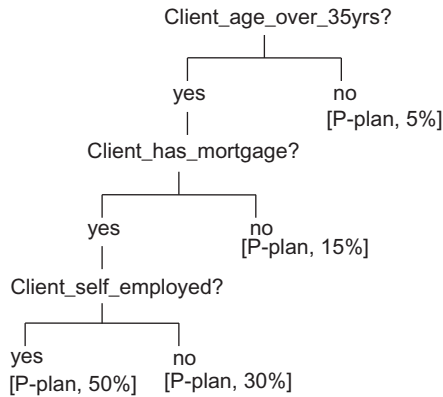 Client_age_over_35yrs?
yes
no
[P-plan, 5%]
Client_has_mortgage?
yes
no
[P-plan, 15%]
Client_self_employed?
yes
no
[P-plan, 50%]
[P-plan, 30%]